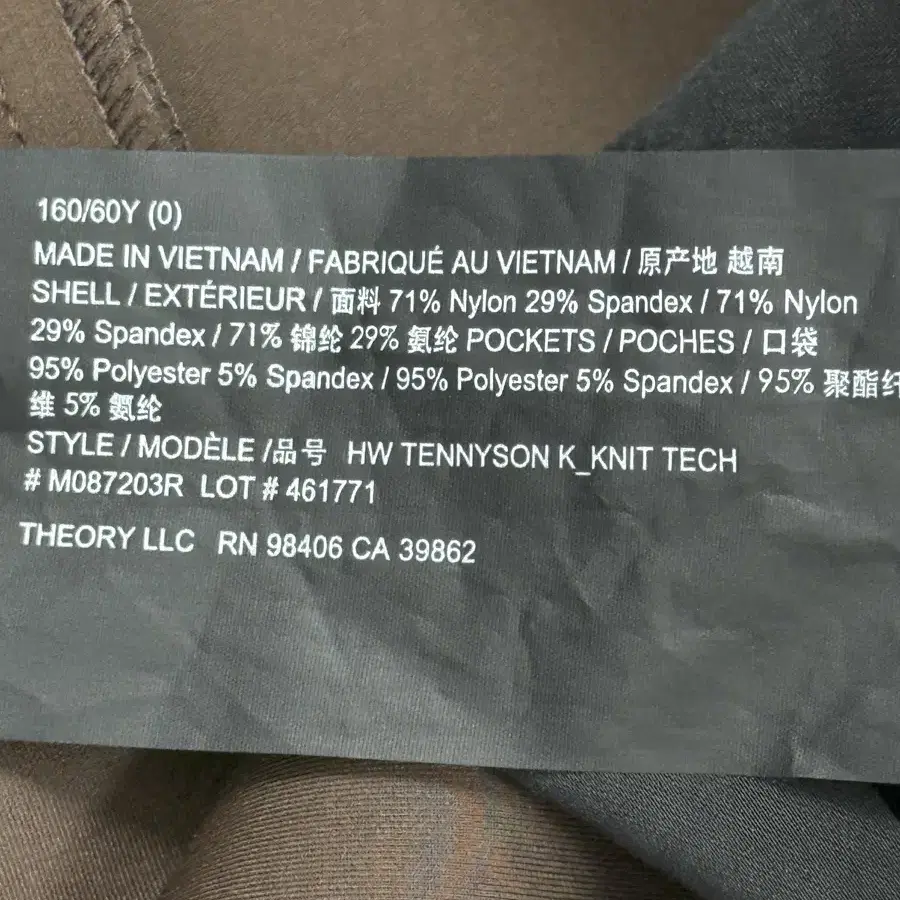 160/60Y (0)
MADE IN VIETNAM / FABRIQUÉ AU VIETNAM / 原产地 越南
SHELL / EXTÉRIEUR / 面料 71% Nylon 29% Spandex / 71% Nylon
29% Spandex / 71% 锦纶 29% 氨纶 POCKETS / POCHES / 口袋
95% Polyester 5% Spandex / 95% Polyester 5% Spandex / 95% 聚酯纤
维 5% 氨纶
STYLE / MODÈLE /品号 HW TENNYSON K_KNIT TECH
# M087203R LOT # 461771
THEORY LLC RN 98406 CA 39862